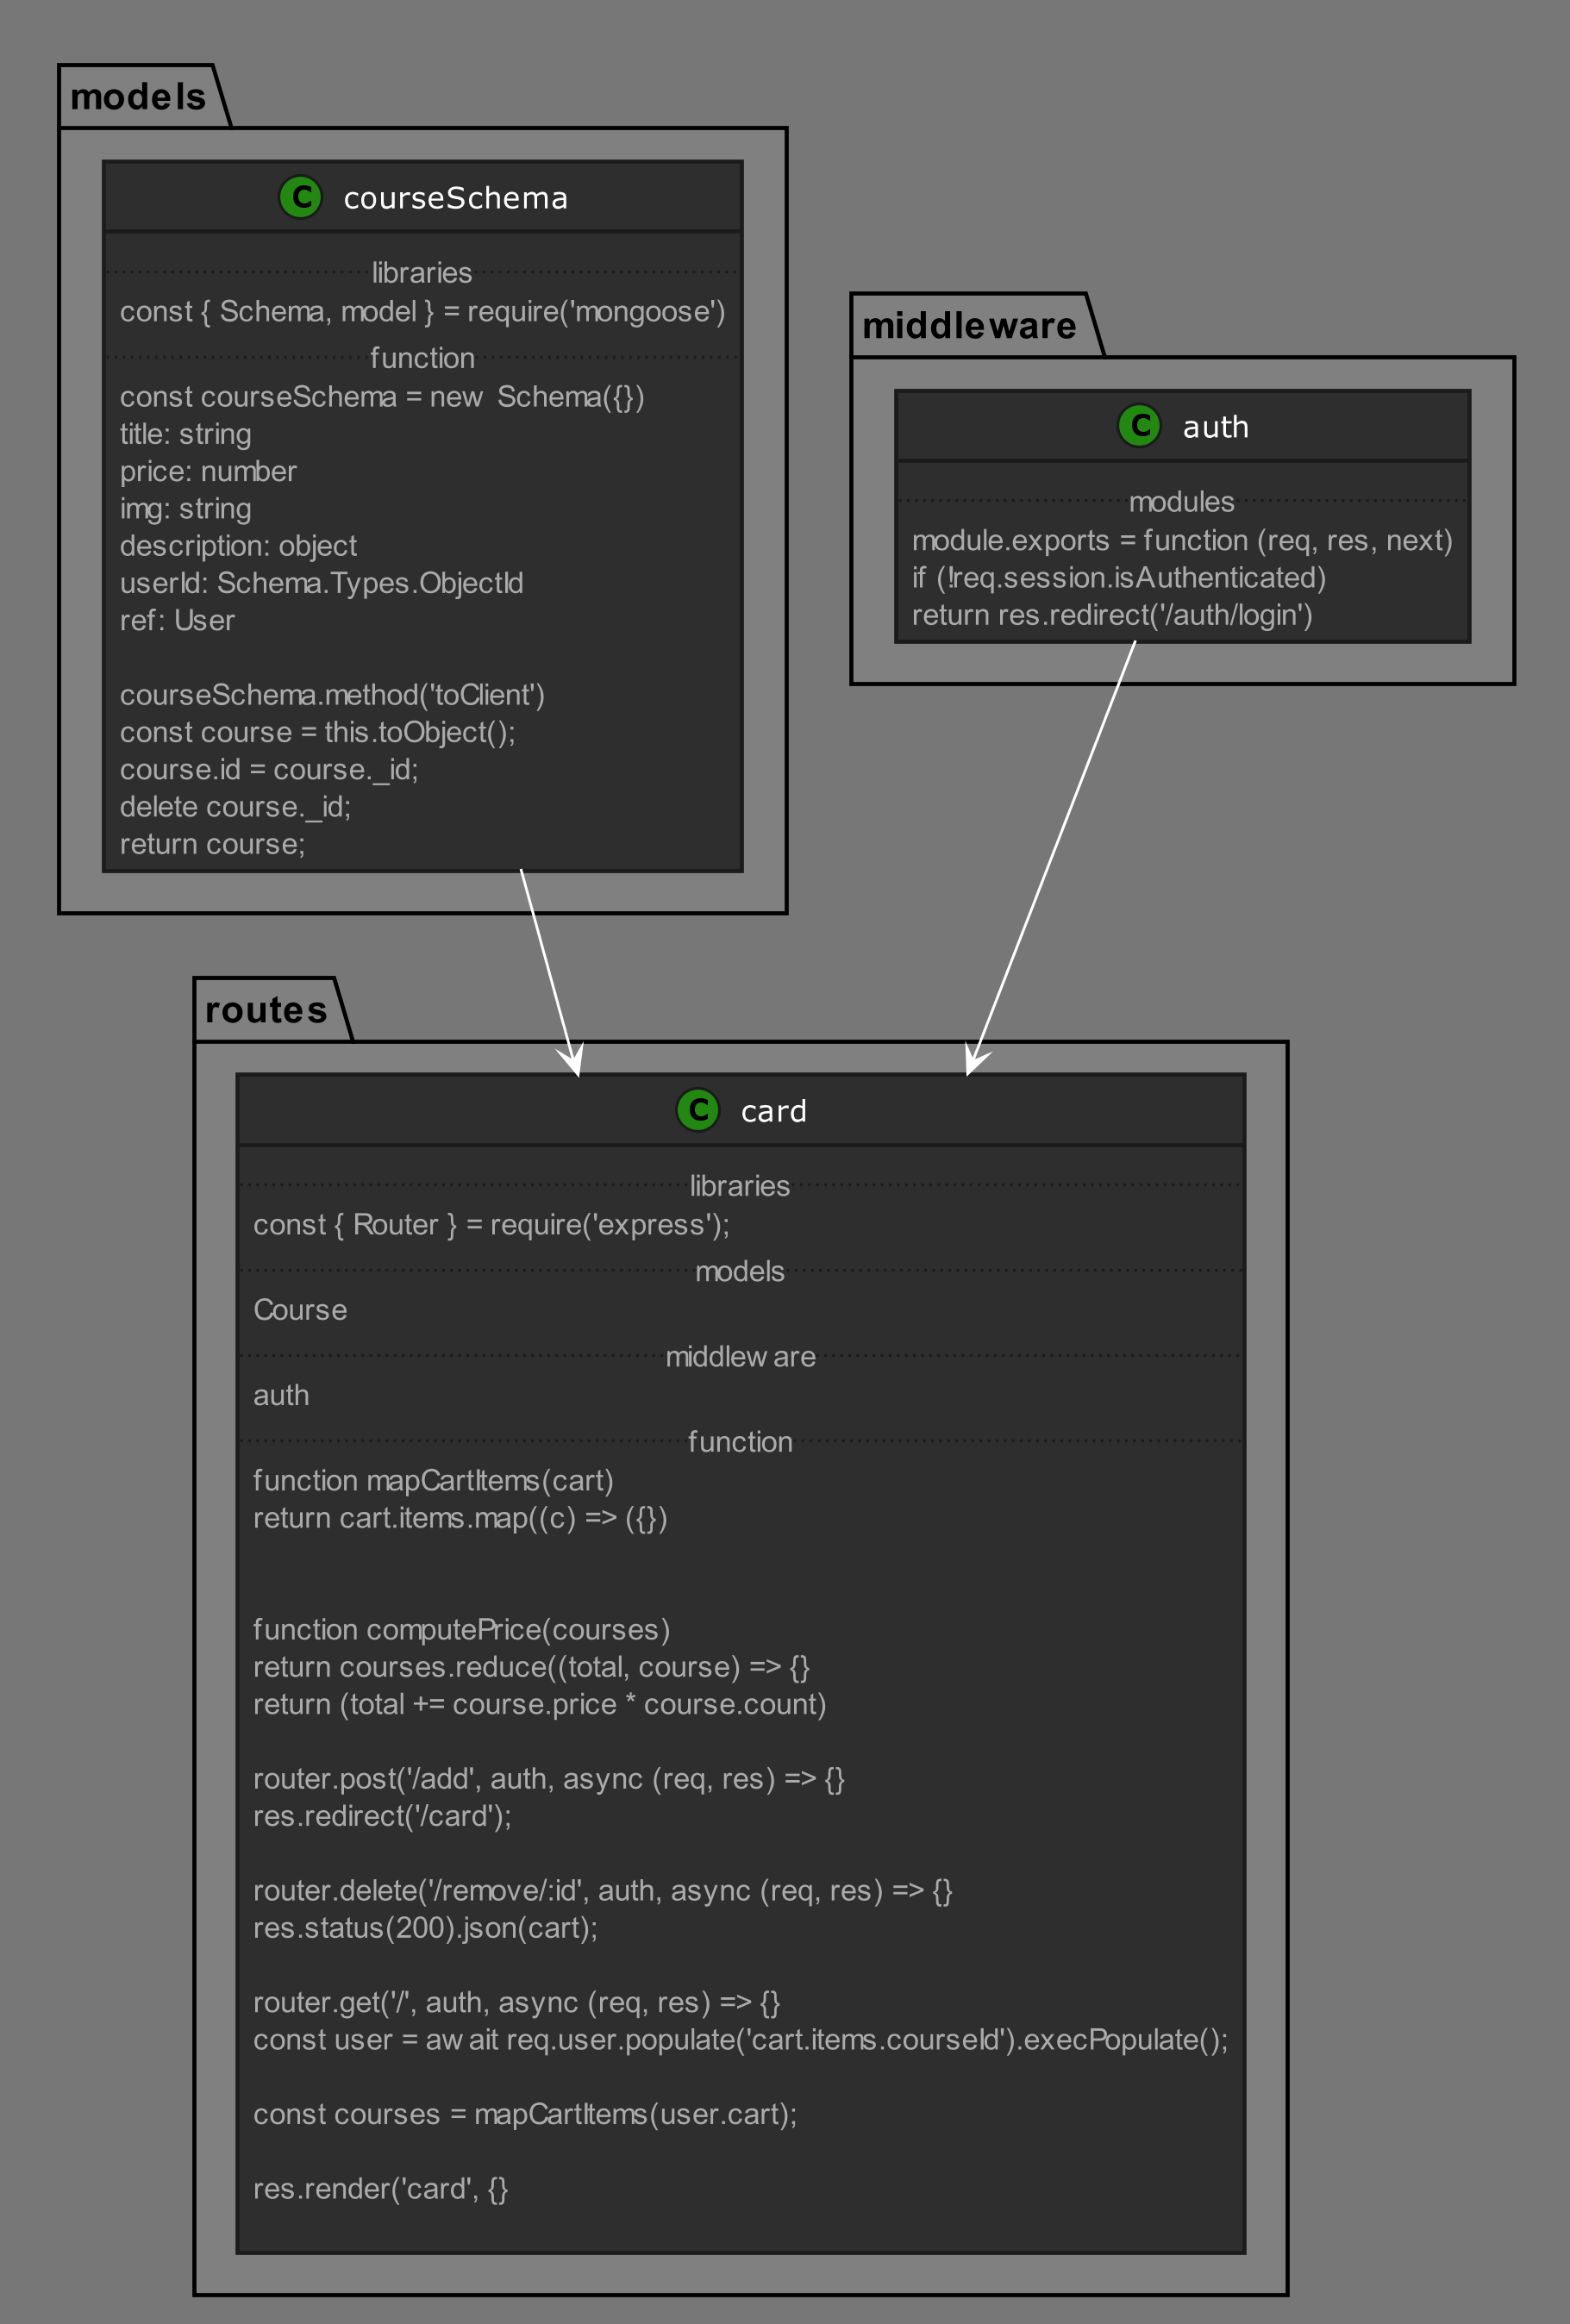 models
C courseSchema
libraries
const { Schema, model } = require('mongoose')
function
const courseSchema = new Schema({})
title: string
price: number
img: string
description: object
userId: Schema.Types.ObjectId
ref: User
courseSchema.method('toClient')
const course = this.toObject();
course.id = course._id;
delete course._id;
return course;
middleware
C auth
modules
module.exports = function (req, res, next)
if (!req.session.isAuthenticated)
return res.redirect('/auth/login')
routes
C card
libraries
const { Router } = require('express');
models
Course
middleware
auth
function
function mapCartItems(cart)
return cart.items.map((c) => ({})
function computePrice(courses)
return courses.reduce((total, course) => {}
return (total += course.price * course.count)
router.post('/add', auth, async (req, res) => {}
res.redirect('/card');
router.delete('/remove/:id', auth, async (req, res) => {}
res.status(200).json(cart);
router.get('/', auth, async (req, res) => {}
const user = await req.user.populate('cart.items.courseId').execPopulate();
const courses = mapCartItems(user.cart);
res.render('card', {}